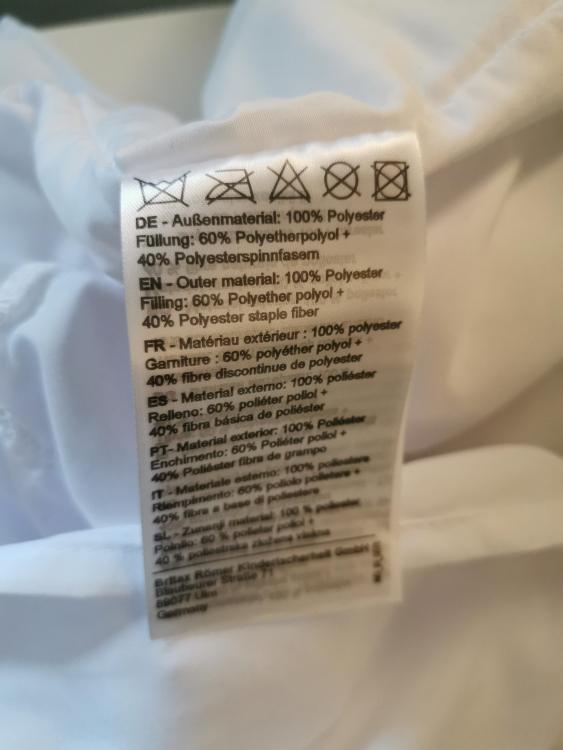 DE - Außenmaterial: 100% Polyester
Füllung: 60% Polyetherpolyol +
40% Polyesterspinnfasern
EN - Outer material: 100% Polyester
Filling: 60% Polyether polyol +
40% Polyester staple fiber
FR - Matériau extérieur : 100% polyester
Garniture : 60% polyéther polyol +
40% fibre discontinue de polyester
ES - Material externo: 100% poliéster
Relleno: 60% poliéter poliol +
40% fibra básica de poliéster
PT- Material exterior: 100% Poliéster
Enchimento: 60% Poliéter poliol +
40% Poliéster fibra de grampo
IT - Materiale esterno: 100% poliestere
Riempimento: 60% poliolo polietere +
40% fibre a base di poliestere
SL - Zunanji material: 100 % poliester
Polnilo: 60 % poliester poliol +
40 % poliestrska zložena vlakna
Britax Römer Kindersicherheit GmbH
Blaubeurer Straße 71
89077 Ulm
Germany